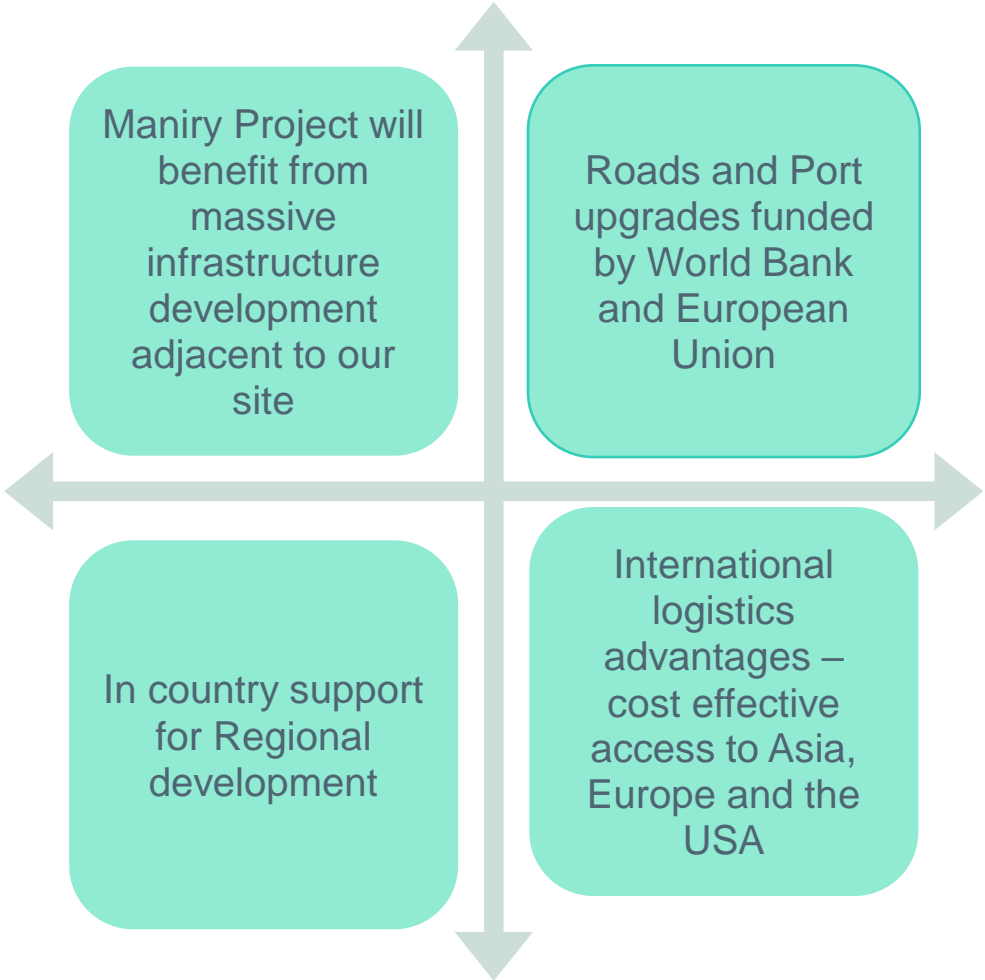 Maniry Project will
benefit from
massive
infrastructure
development
adjacent to our
site
Roads and Port
upgrades funded
by World Bank
and European
Union
In country support
for Regional
development
International
logistics
advantages –
cost effective
access to Asia,
Europe and the
USA